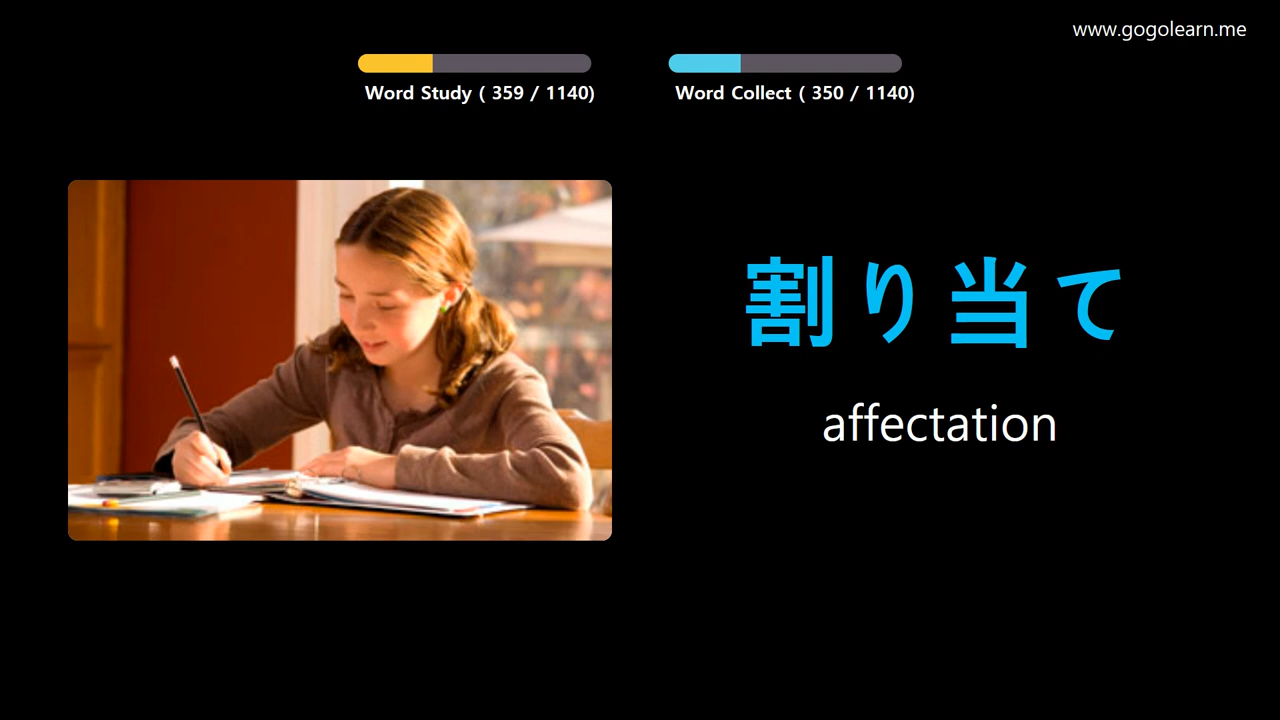 www.gogolearn.me
Word Study ( 359 / 1140)
Word Collect ( 350 / 1140)
割り当て
affectation